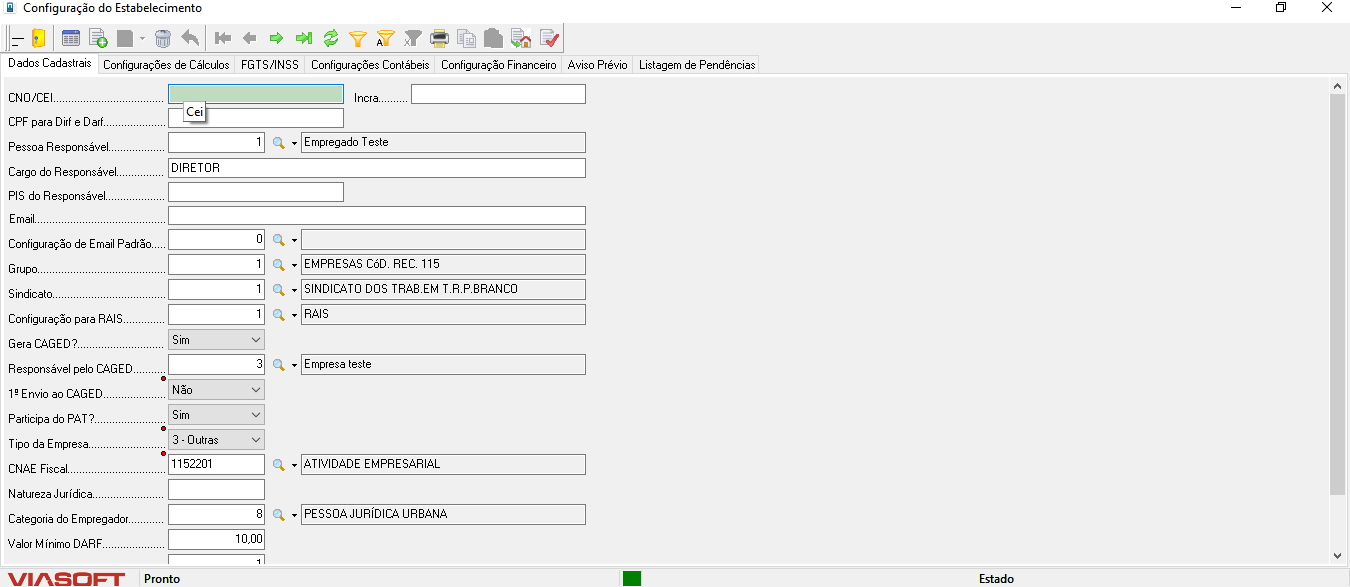 Configuração do Estabelecimento
Dados Cadastrais Configurações de Cálculos FGTS/INSS Configurações Contábeis Configuração Financeiro Aviso Prévio Listagem de Pendências
CNO/CEI.................................... Incra..........
Cei
CPF para Dirf e Darf....................
Pessoa Responsável.................. 1 Empregado Teste
Cargo do Responsável............... DIRETOR
PIS do Responsável...................
Email..........................................
Configuração de Email Padrão..... 0
Grupo......................................... 1 EMPRESAS CóD. REC. 115
Sindicato.................................... 1 SINDICATO DOS TRAB.EM T.R.P.BRANCO
Configuração para RAIS............. 1 RAIS
Gera CAGED?............................ Sim
Responsável pelo CAGED.......... 3 Empresa teste
1º Envio ao CAGED.................... Não
Participa do PAT?....................... Sim
Tipo da Empresa......................... 3 - Outras
CNAE Fiscal................................ 1152201 ATIVIDADE EMPRESARIAL
Natureza Jurídica.......................
Categoria do Empregador........... 8 PESSOA JURÍDICA URBANA
Valor Mínimo DARF.................... 10,00
VIASOFT Pronto Estado